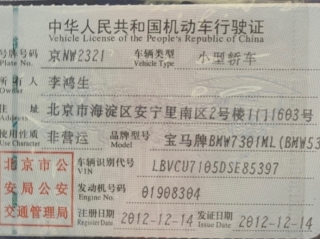 中华人民共和国机动车行驶证
Vehicle License of the People's Republic of China
号牌号码 京NW2321 车辆类型 小型轿车
Plate No. Vehicle Type
所有人 李鸿生
Owner
住址 北京市海淀区安宁里南区2号楼1门1603号
Address
使用性质 非营运 品牌型号 宝马牌BMW7301ML(BMW53
Use Character Model
北京市公安局公安交通管理局
车辆识别代号 LBVCU7105DSE85397
VIN
发动机号码 01908304
Engine No.
注册日期 2012-12-14 发证日期 2012-12-14
Register Date Issue Date